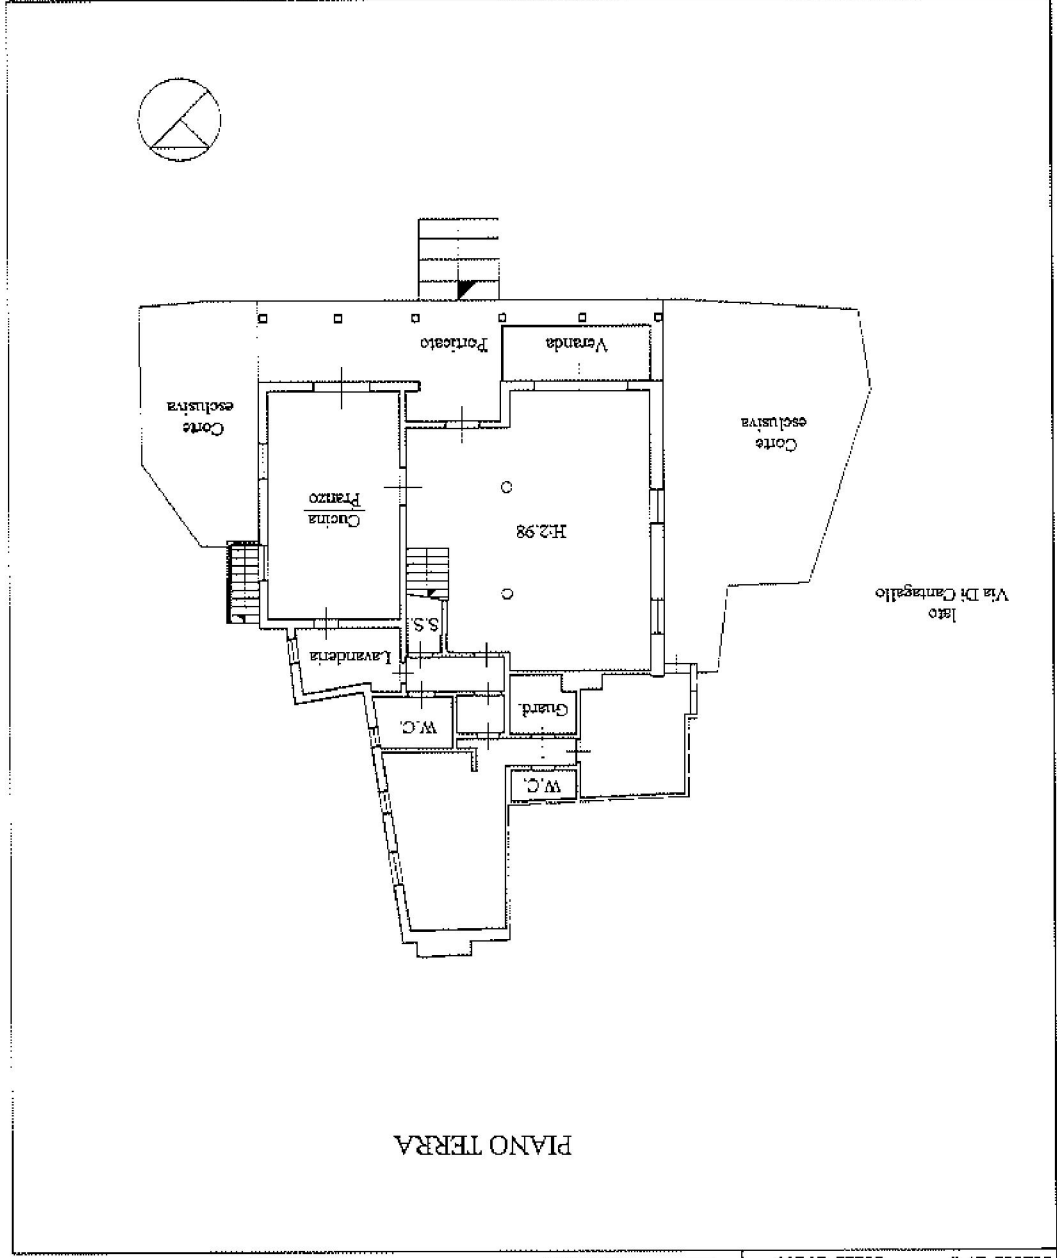 PIANO TERRA
W.C.
Guard.
W.C.
Lavanderia
S.S.
lato
Via Di Cantagallo
H:2.98
Cucina
Pranzo
Corte
esclusiva
Corte
esclusiva
Veranda
Porticato